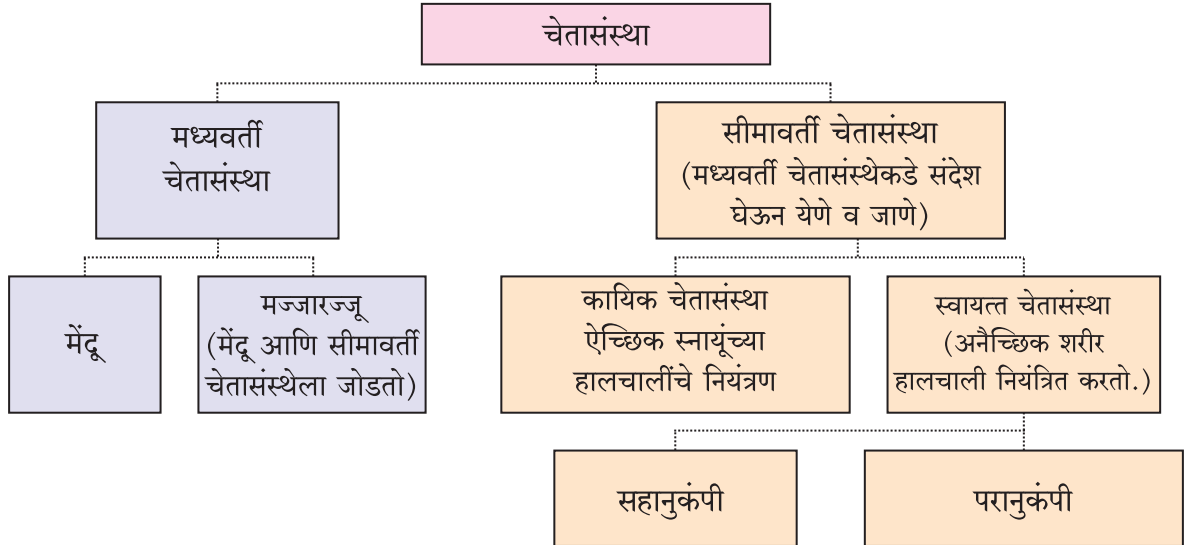 चेतासंस्था
मध्यवर्ती
चेतासंस्था
सीमावर्ती चेतासंस्था
(मध्यवर्ती चेतासंस्थेकडे संदेश
घेऊन येणे व जाणे)
मेंदू
मज्जारज्जू
(मेंदू आणि सीमावर्ती
चेतासंस्थेला जोडतो)
कायिक चेतासंस्था
ऐच्छिक स्नायूंच्या
हालचालींचे नियंत्रण
स्वायत्त चेतासंस्था
(अनैच्छिक शरीर
हालचाली नियंत्रित करतो.)
सहानुकंपी
परानुकंपी